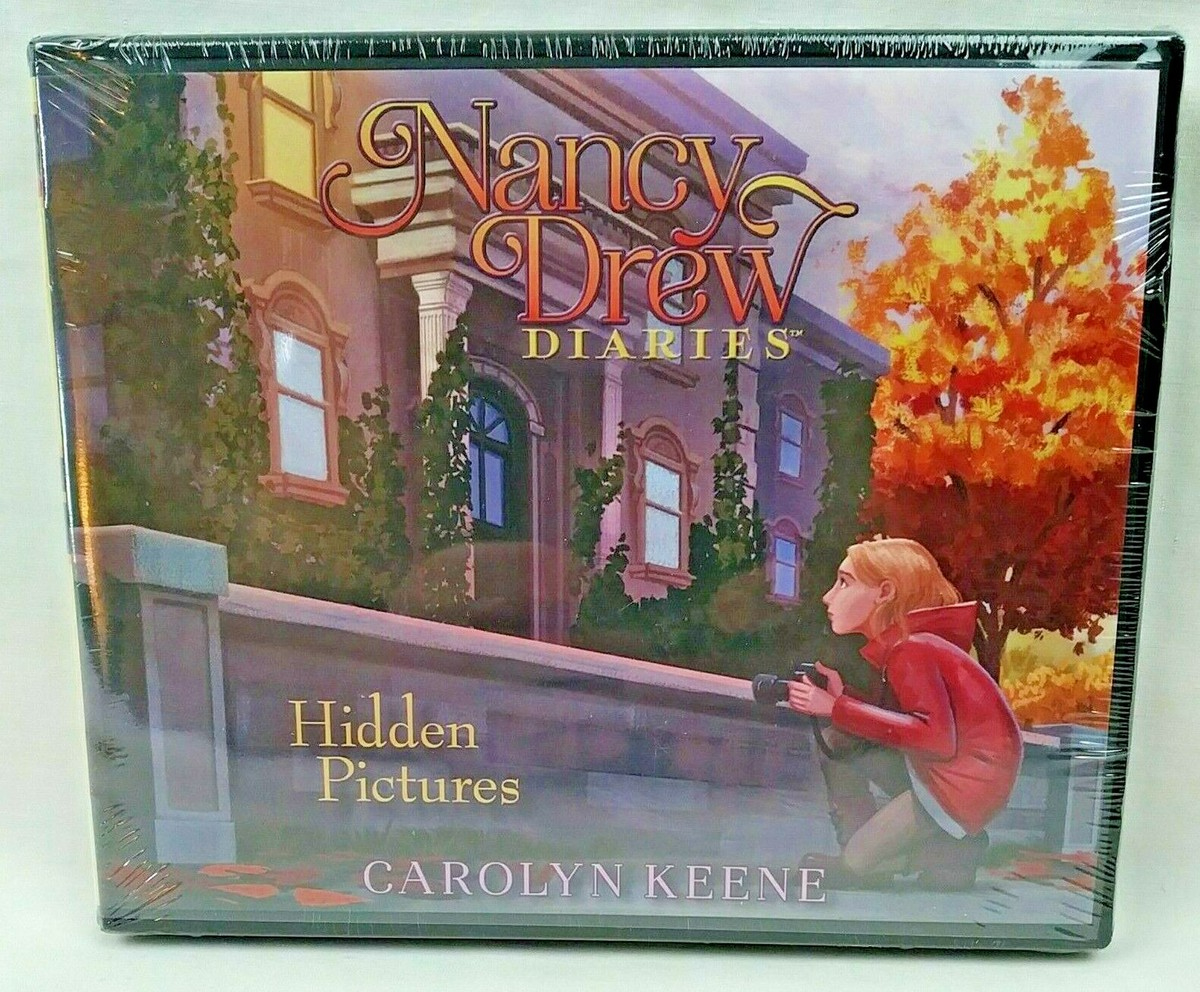 Nancy
Drew
DIARIES™
Hidden
Pictures
CAROLYN KEENE